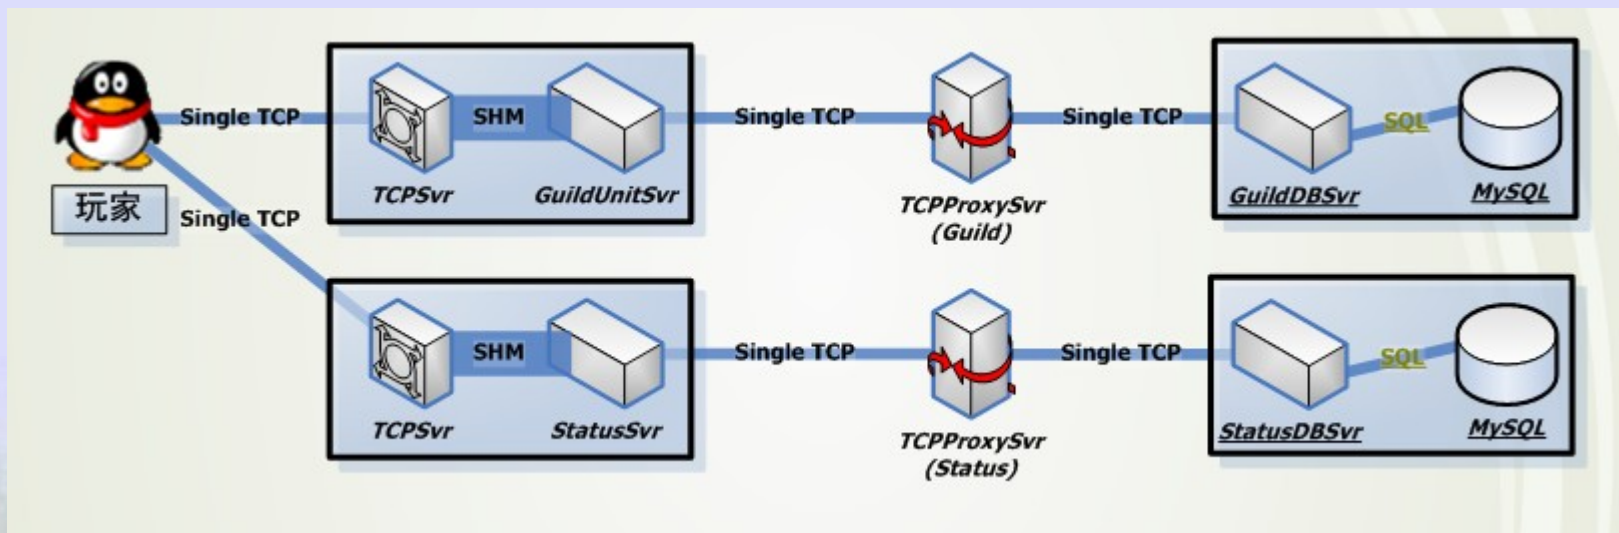 Single TCP
SHM
Single TCP
Single TCP
SQL
TCPSvr
GuildUnitSvr
TCPProxySvr
(Guild)
GuildDBSvr
MySQL
玩家
Single TCP
SHM
Single TCP
Single TCP
SQL
TCPSvr
StatusSvr
TCPProxySvr
(Status)
StatusDBSvr
MySQL